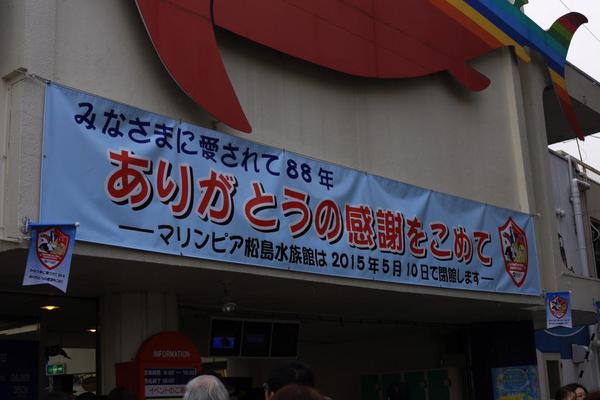 みなさまに愛されて88年
ありがとうの感謝をこめて
―マリンピア松島水族館は2015年5月10日で閉館します―
INFORMATION